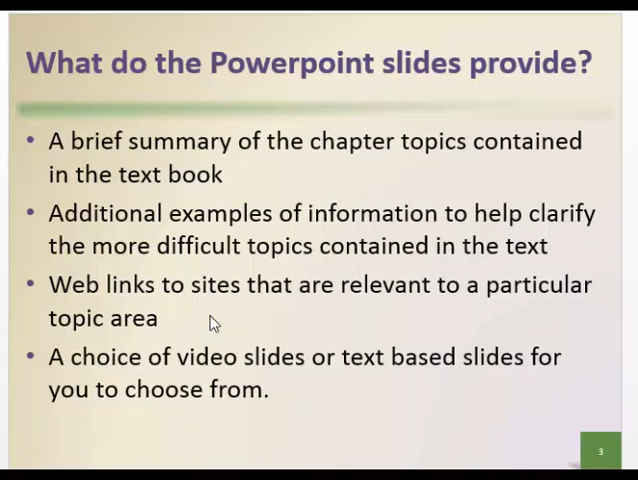 What do the Powerpoint slides provide?
• A brief summary of the chapter topics contained
in the text book
• Additional examples of information to help clarify
the more difficult topics contained in the text
• Web links to sites that are relevant to a particular
topic area
• A choice of video slides or text based slides for
you to choose from.
3